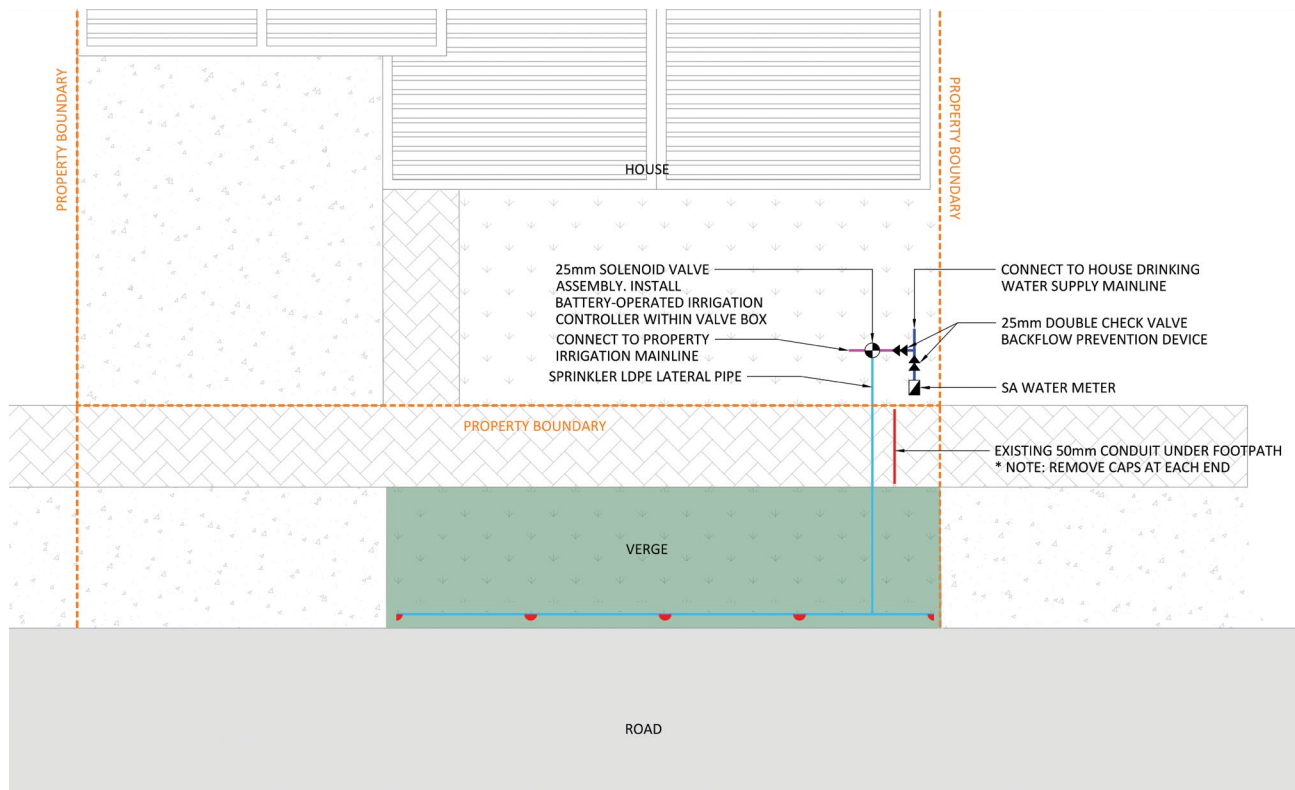 PROPERTY BOUNDARY
PROPERTY BOUNDARY
HOUSE
25mm SOLENOID VALVE
ASSEMBLY. INSTALL
BATTERY-OPERATED IRRIGATION
CONTROLLER WITHIN VALVE BOX
CONNECT TO PROPERTY
IRRIGATION MAINLINE
SPRINKLER LDPE LATERAL PIPE
CONNECT TO HOUSE DRINKING
WATER SUPPLY MAINLINE
25mm DOUBLE CHECK VALVE
BACKFLOW PREVENTION DEVICE
SA WATER METER
PROPERTY BOUNDARY
EXISTING 50mm CONDUIT UNDER FOOTPATH
* NOTE: REMOVE CAPS AT EACH END
VERGE
ROAD